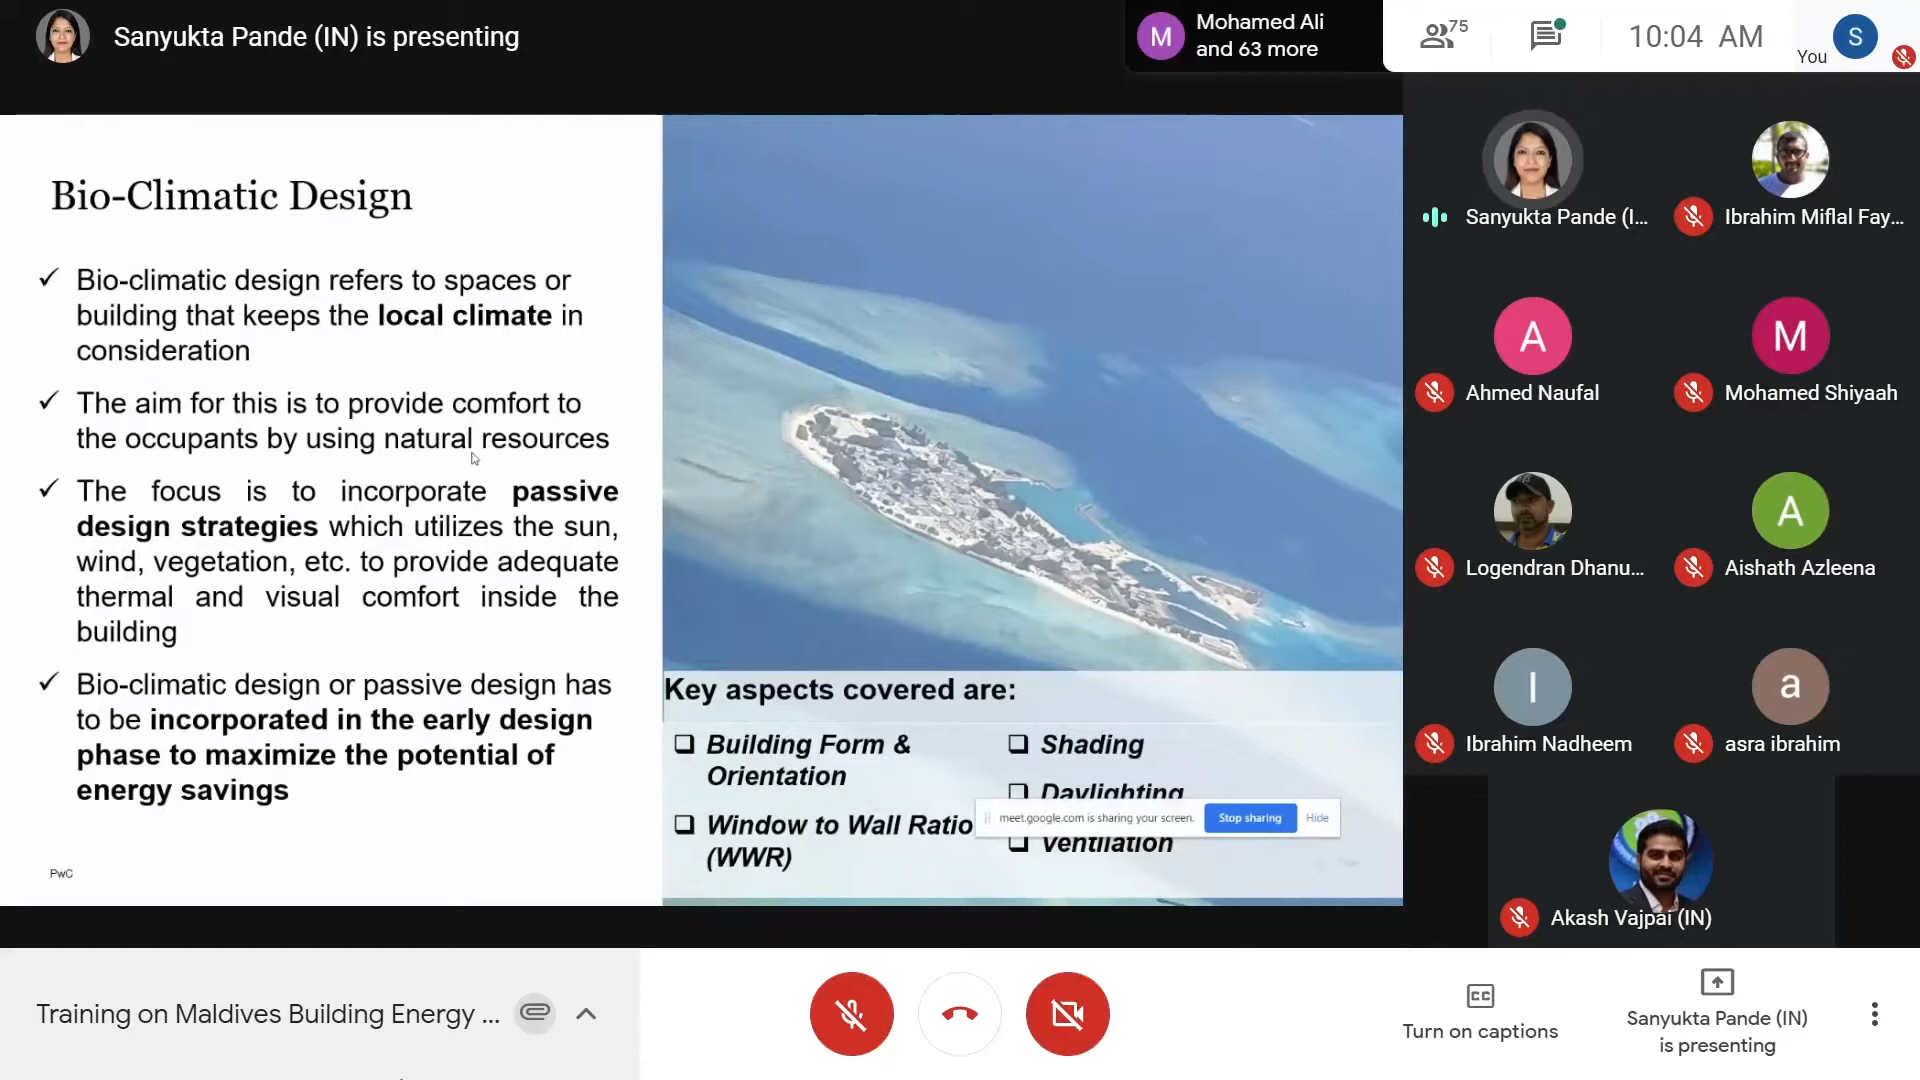 Sanyukta Pande (IN) is presenting
M
Mohamed Ali
and 63 more
75
10:04 AM
You
S
Bio-Climatic Design
Bio-climatic design refers to spaces or
building that keeps the local climate in
consideration
The aim for this is to provide comfort to
the occupants by using natural resources
The focus is to incorporate passive
design strategies which utilizes the sun,
wind, vegetation, etc. to provide adequate
thermal and visual comfort inside the
building
Bio-climatic design or passive design has
to be incorporated in the early design
phase to maximize the potential of
energy savings
PwC
Key aspects covered are:
Building Form &
Orientation
Window to Wall Ratio
(WWR)
Shading
Daylighting
Ventilation
meet.google.com is sharing your screen.
Stop sharing
Hide
Sanyukta Pande (I...
Ibrahim Miflal Fay...
A
Ahmed Naufal
M
Mohamed Shiyaah
Logendran Dhanu...
A
Aishath Azleena
I
Ibrahim Nadheem
a
asra ibrahim
Akash Vajpai (IN)
Training on Maldives Building Energy ...
CC
Turn on captions
Sanyukta Pande (IN)
is presenting